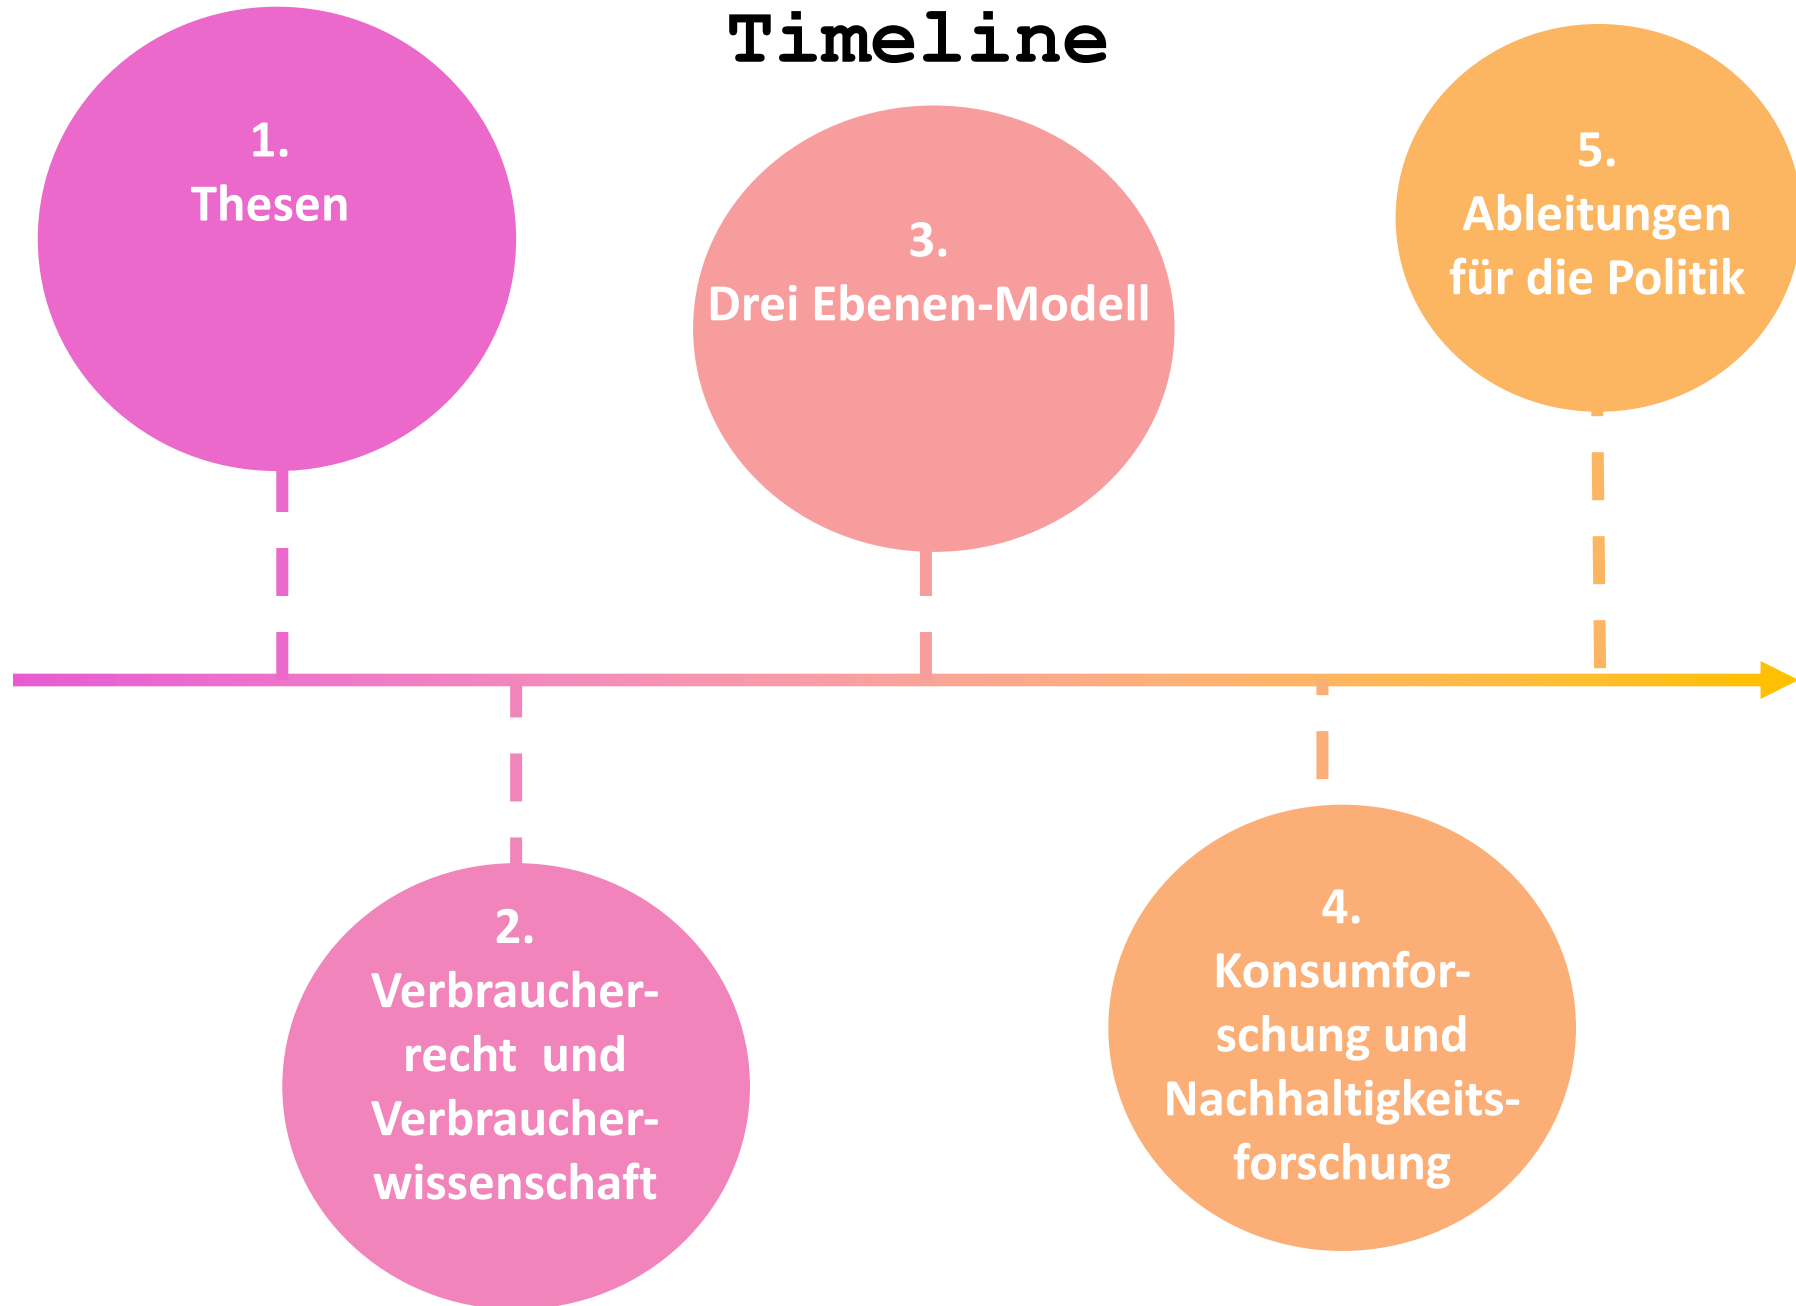 Timeline
1.
Thesen
2.
Verbraucher-
recht und
Verbraucher-
wissenschaft
3.
Drei Ebenen-Modell
4.
Konsumfor-
schung und
Nachhaltigkeits-
forschung
5.
Ableitungen
für die Politik